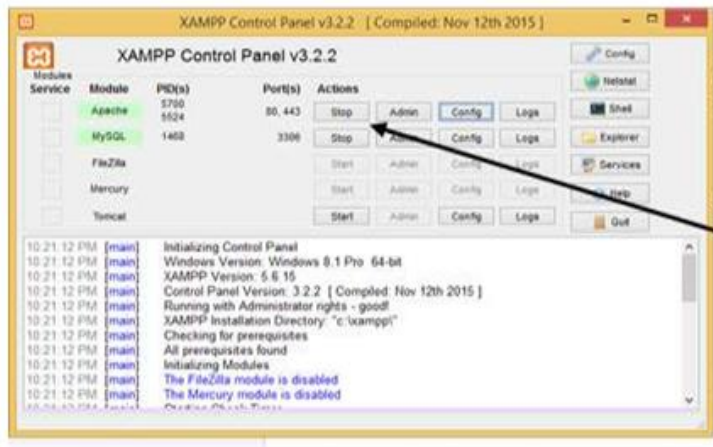 XAMPP Control Panel v3.2.2 [ Compiled: Nov 12th 2015 ]
XAMPP Control Panel v3.2.2
Config
Modules
Service Module PID(s) Port(s) Actions
Netstat
Apache 5700 5524 80, 443 Stop Admin Config Logs
Shell
MySQL 1468 3306 Stop Admin Config Logs
Explorer
FileZilla Start Admin Config Logs
Services
Mercury Start Admin Config Logs
Help
Tomcat Start Admin Config Logs
Quit
10:21:12 PM [main] Initializing Control Panel
10:21:12 PM [main] Windows Version: Windows 8.1 Pro 64-bit
10:21:12 PM [main] XAMPP Version: 5.6.15
10:21:12 PM [main] Control Panel Version: 3.2.2 [ Compiled: Nov 12th 2015 ]
10:21:12 PM [main] Running with Administrator rights - good!
10:21:12 PM [main] XAMPP Installation Directory: "c:\xampp\"
10:21:12 PM [main] Checking for prerequisites
10:21:12 PM [main] All prerequisites found
10:21:12 PM [main] Initializing Modules
10:21:12 PM [main] The FileZilla module is disabled
10:21:12 PM [main] The Mercury module is disabled